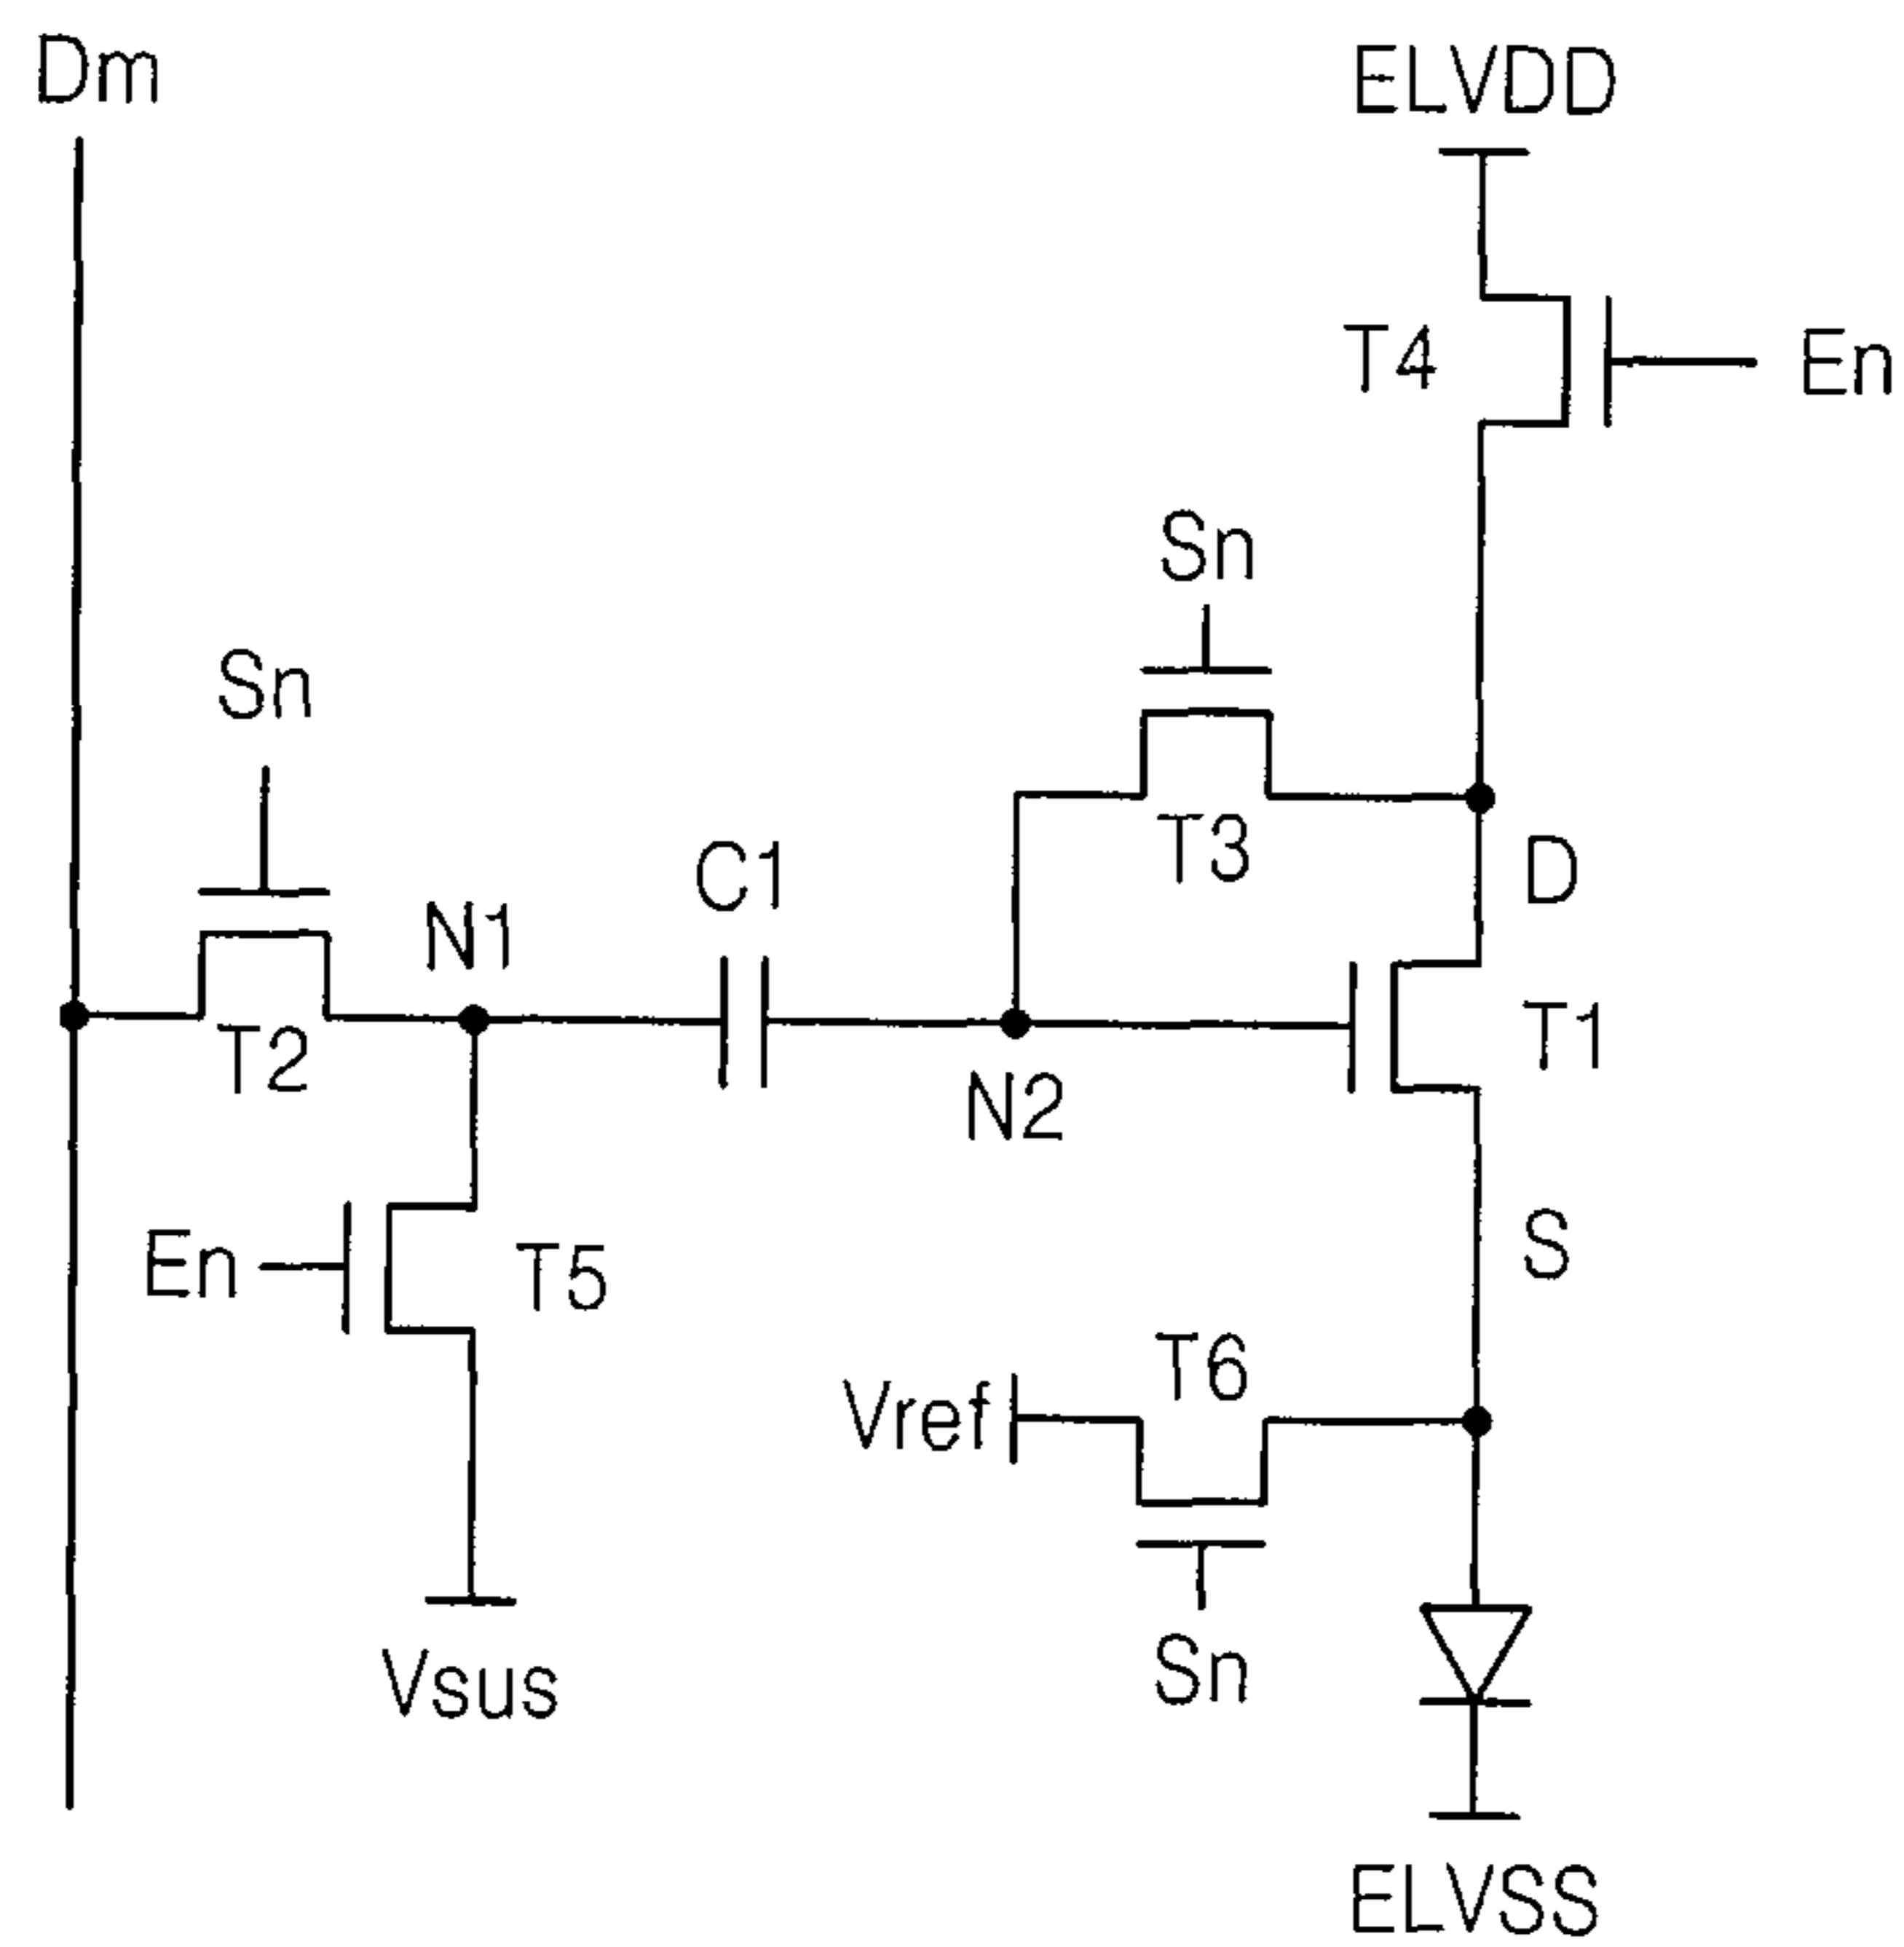 Dm
ELVDD
T4
En
Sn
Sn
T3
C1
D
N1
T2
T1
N2
En
T5
S
T6
Vref
Sn
Vsus
ELVSS